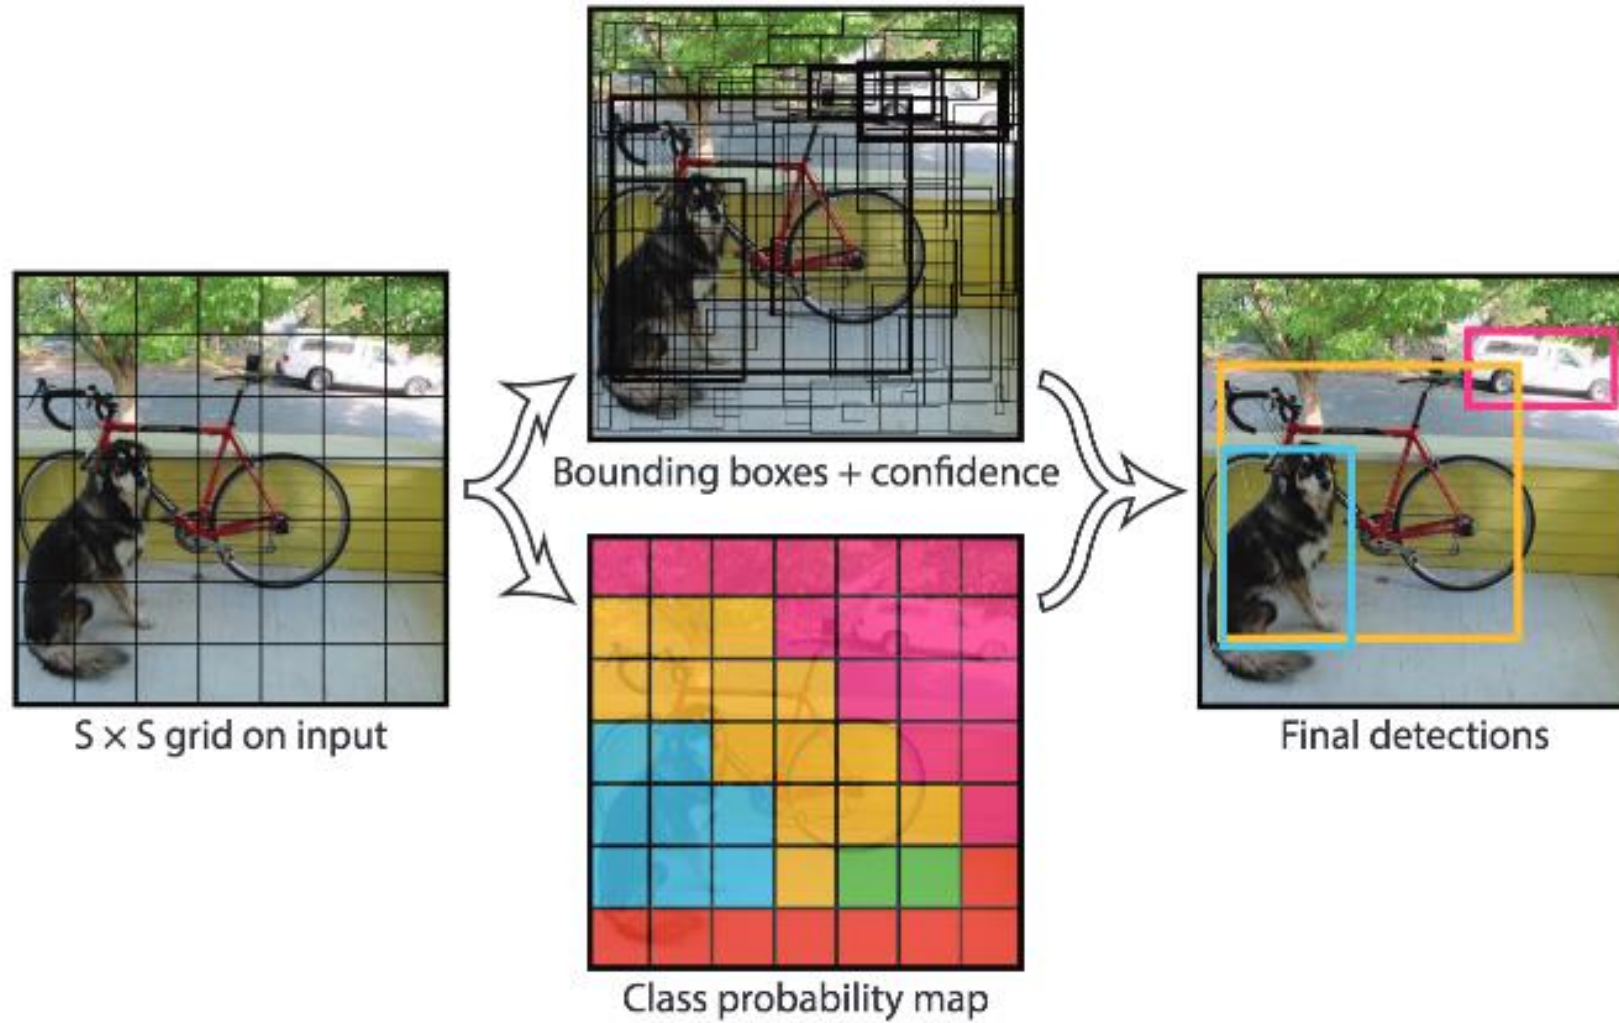 S × S grid on input
Bounding boxes + confidence
Class probability map
Final detections